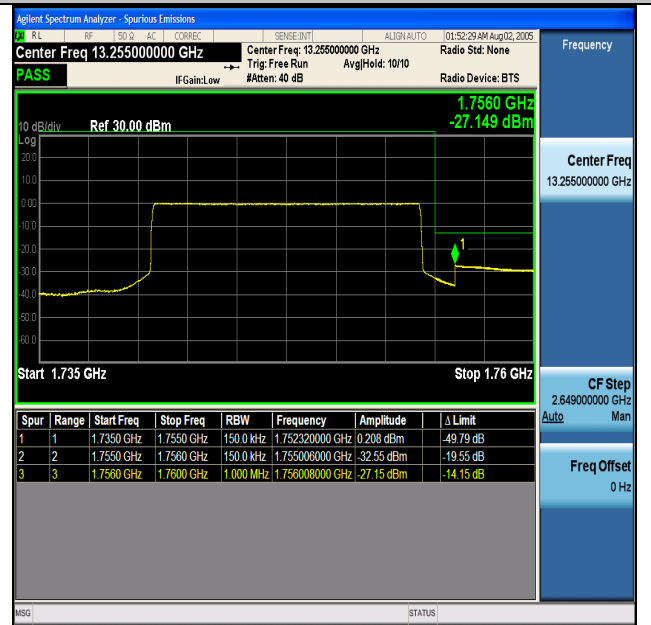 Agilent Spectrum Analyzer - Spurious Emissions
LXI RL RF 50 Ω AC CORREC SENSE:INT ALIGN AUTO 01:52:29 AM Aug 02, 2005
Center Freq 13.255000000 GHz
Center Freq: 13.255000000 GHz
Radio Std: None
Trig: Free Run Avg|Hold: 10/10
PASS
IFGain:Low
#Atten: 40 dB
Radio Device: BTS
1.7560 GHz
-27.149 dBm
10 dB/div Ref 30.00 dBm
Log
20.0
10.0
0.00
-10.0
1
-20.0
-30.0
-40.0
-50.0
-60.0
Start 1.735 GHz Stop 1.76 GHz
Spur Range Start Freq Stop Freq RBW Frequency Amplitude Δ Limit
1 1 1.7350 GHz 1.7550 GHz 150.0 kHz 1.752320000 GHz 0.208 dBm -49.79 dB
2 2 1.7550 GHz 1.7560 GHz 150.0 kHz 1.755006000 GHz -32.55 dBm -19.55 dB
3 3 1.7560 GHz 1.7600 GHz 1.000 MHz 1.756008000 GHz -27.15 dBm -14.15 dB
Frequency
Center Freq
13.255000000 GHz
CF Step
2.649000000 GHz
Auto Man
Freq Offset
0 Hz
MSG STATUS